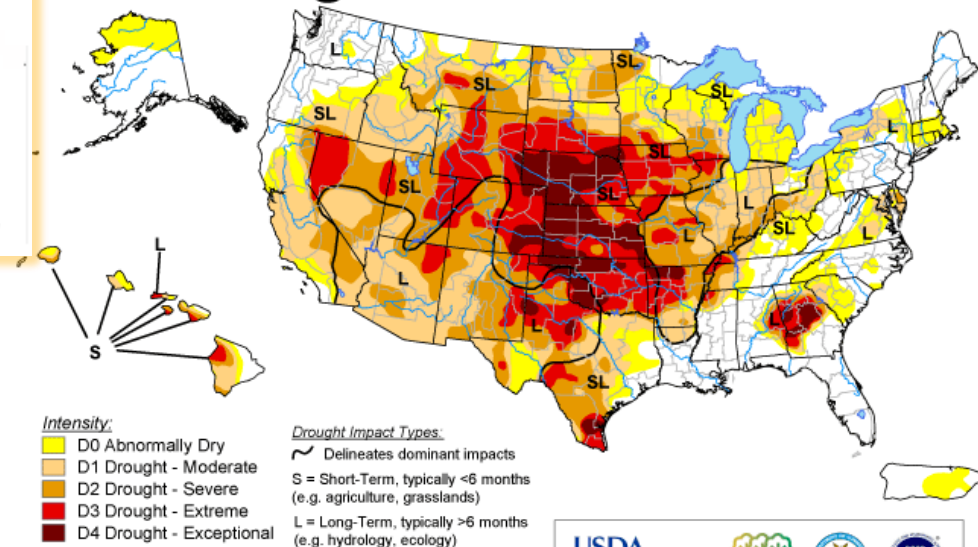 L
SL
SL
SL
L
SL
SL
SL
SL
L
SL
L
L
L
L
L
L
SL
S
Intensity:
D0 Abnormally Dry
D1 Drought - Moderate
D2 Drought - Severe
D3 Drought - Extreme
D4 Drought - Exceptional
Drought Impact Types:
Delineates dominant impacts
S = Short-Term, typically <6 months
(e.g. agriculture, grasslands)
L = Long-Term, typically >6 months
(e.g. hydrology, ecology)
USDA